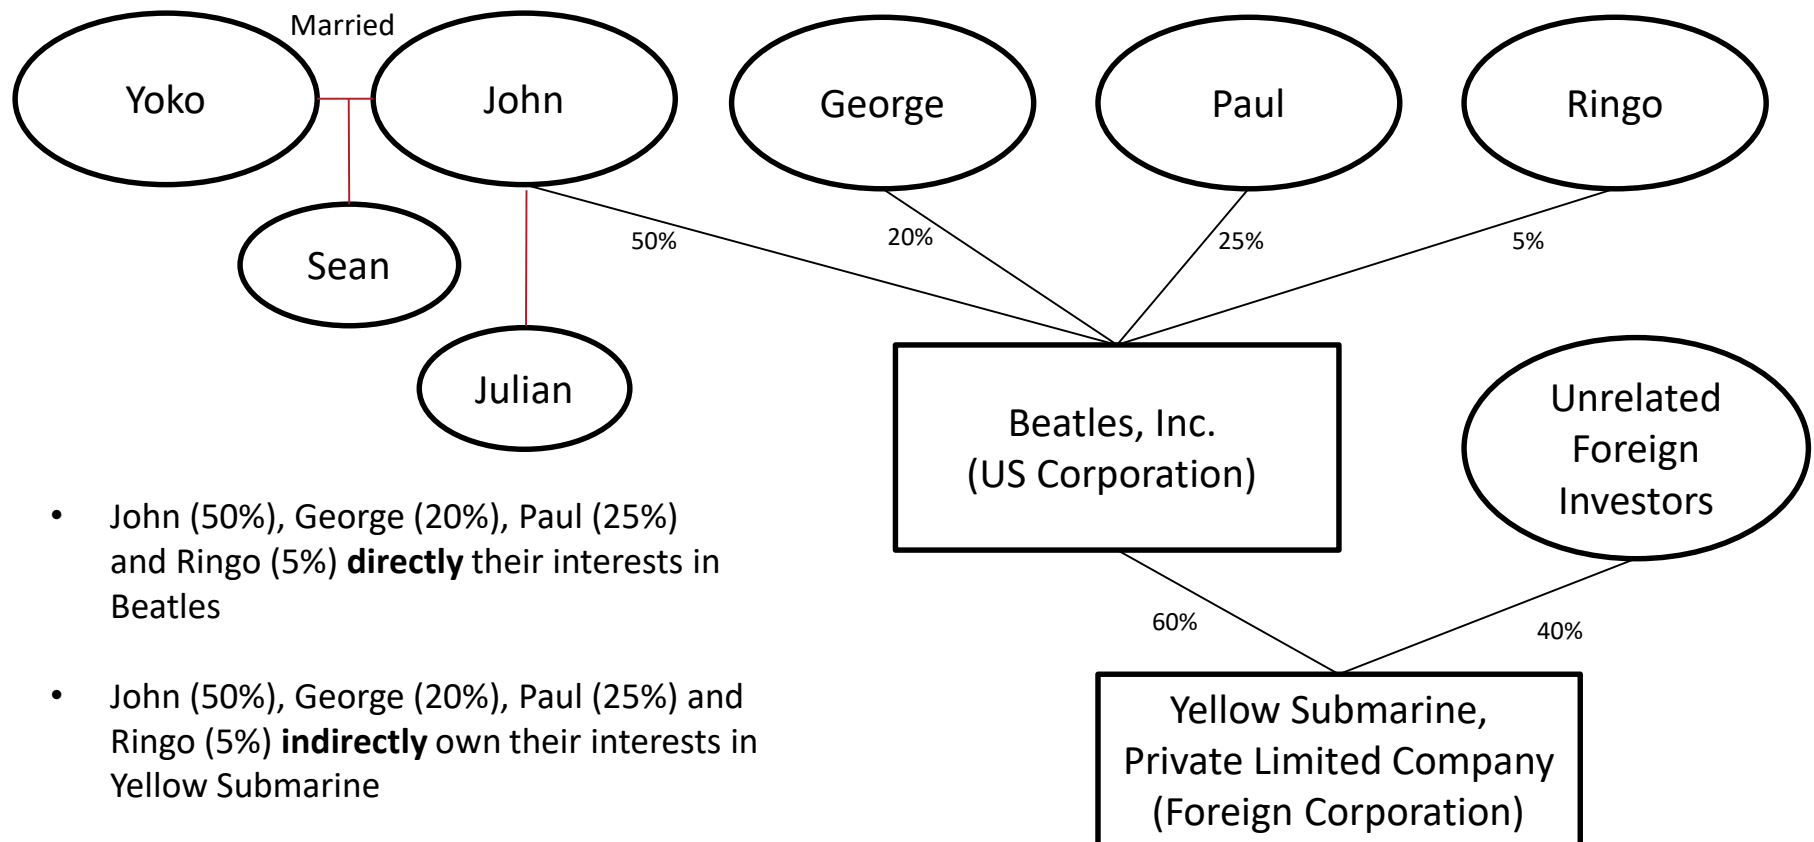 Married
Yoko
John
George
Paul
Ringo
50%
20%
25%
5%
Sean
Julian
Beatles, Inc.
(US Corporation)
Unrelated
Foreign
Investors
• John (50%), George (20%), Paul (25%)
and Ringo (5%) directly their interests in
Beatles
60%
40%
• John (50%), George (20%), Paul (25%) and
Ringo (5%) indirectly own their interests in
Yellow Submarine
Yellow Submarine,
Private Limited Company
(Foreign Corporation)